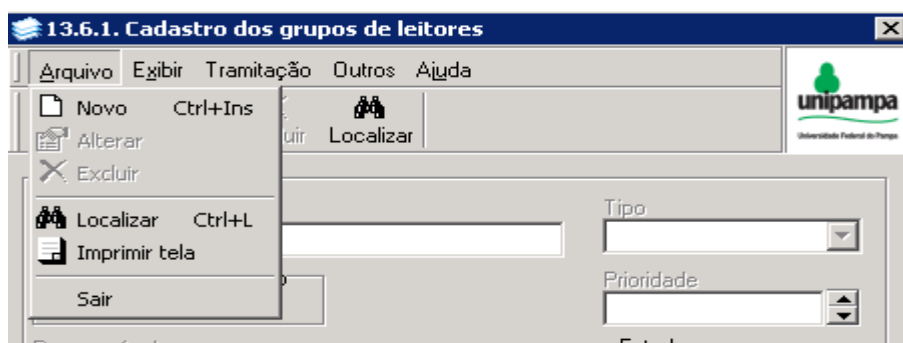 13.6.1. Cadastro dos grupos de leitores
Arquivo Exibir Tramitação Outros Ajuda
unipampa
Universidade Federal do Pampa
Novo Ctrl+Ins
Localizar
Alterar
Excluir
Localizar Ctrl+L
Imprimir tela
Sair
Tipo
Prioridade